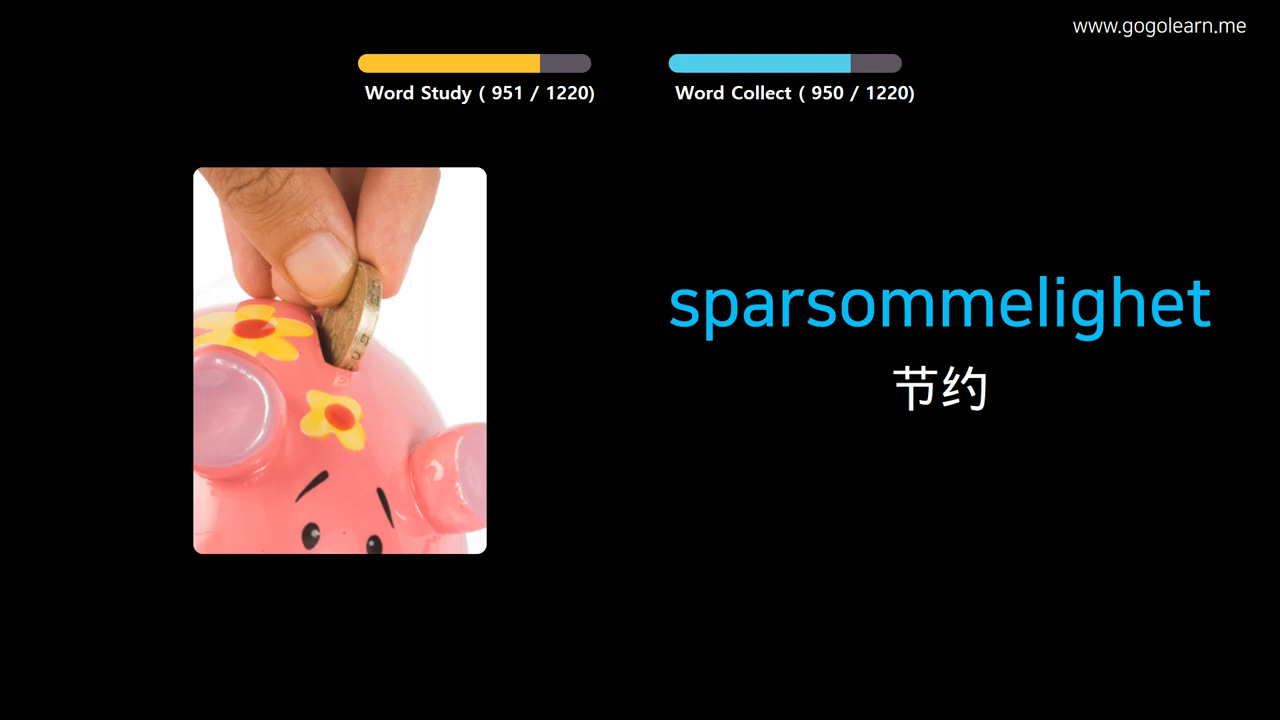 www.gogolearn.me
Word Study ( 951 / 1220)
Word Collect ( 950 / 1220)
sparsommelighet
节约